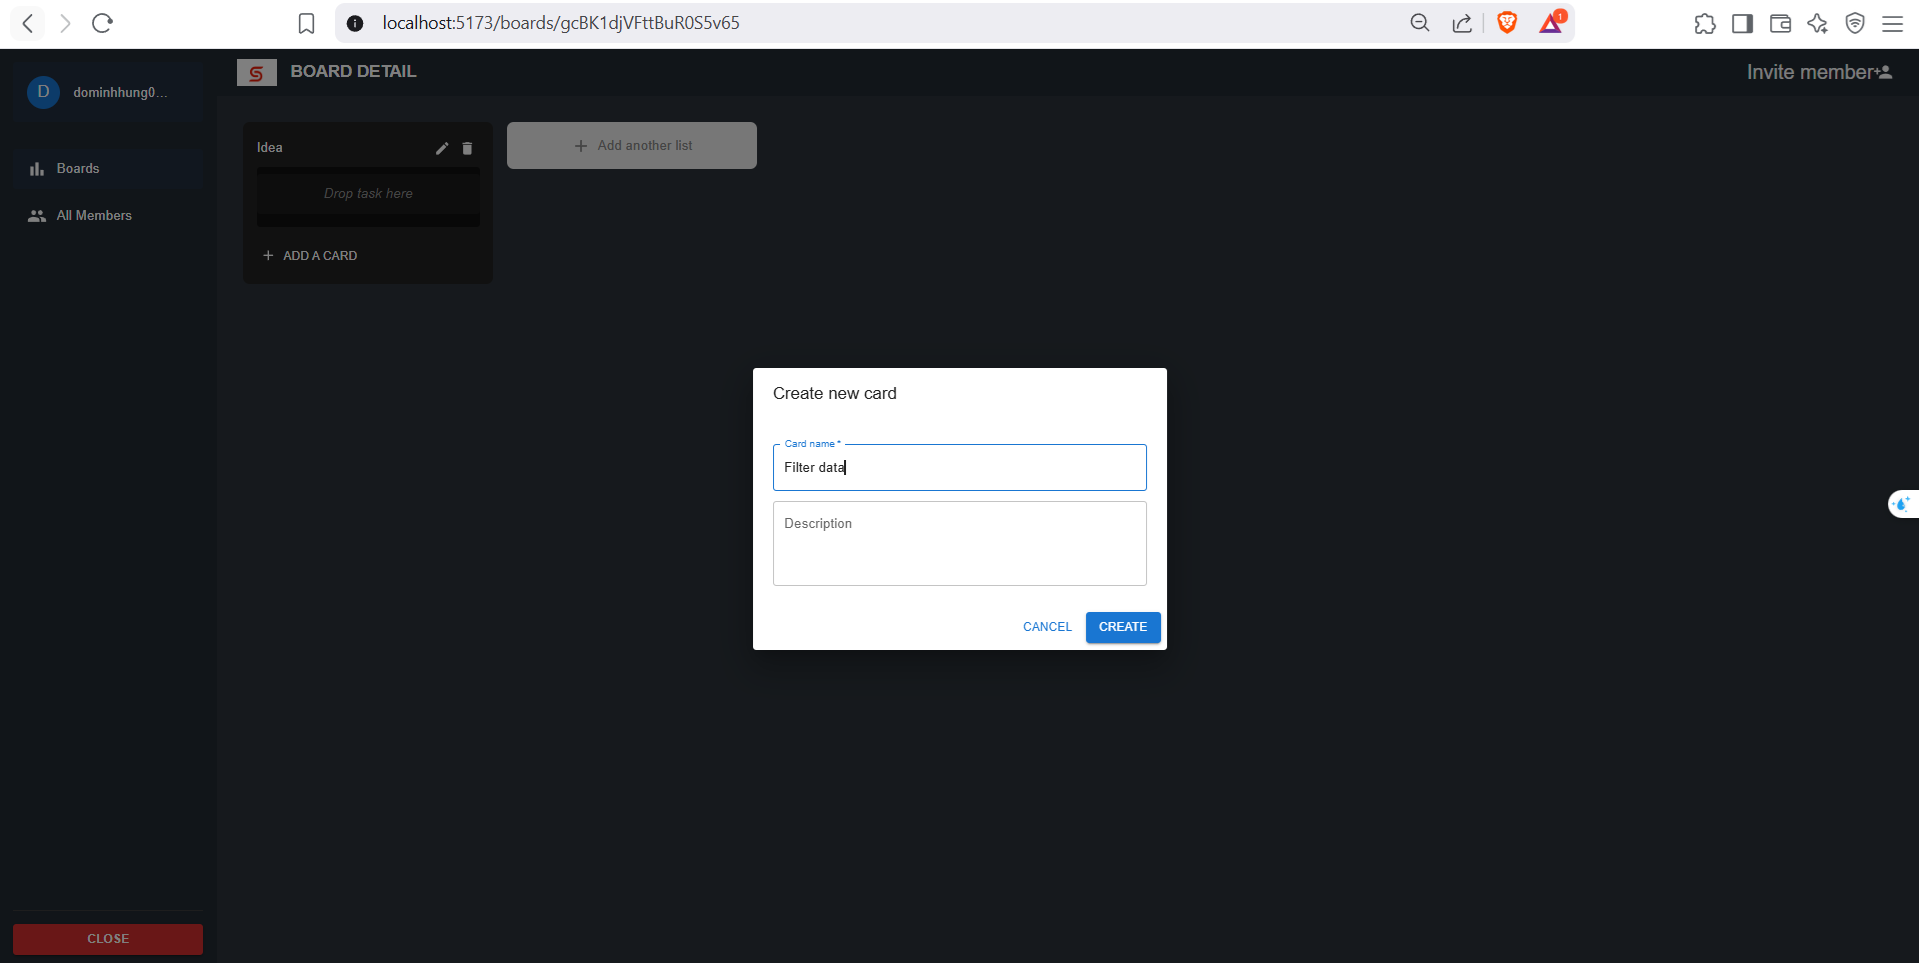 localhost:5173/boards/gcBK1djVFttBuR0S5v65
1
D
dominhhung0...
BOARD DETAIL
Invite member
Boards
All Members
Idea
Drop task here
ADD A CARD
Add another list
Create new card
Card name *
Filter data
Description
CANCEL
CREATE
CLOSE